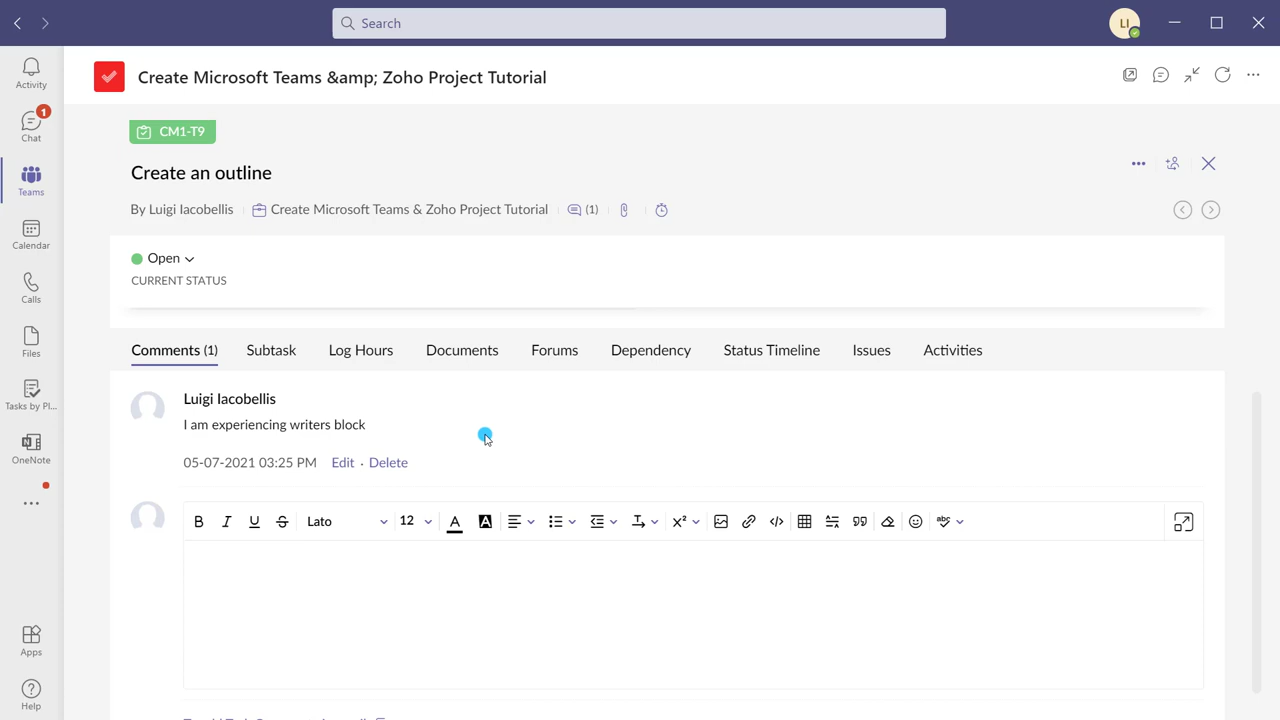 Search
LI
Activity
1
Chat
Teams
Calendar
Calls
Files
Tasks by Pl...
OneNote
Apps
Help
Create Microsoft Teams &amp; Zoho Project Tutorial
CM1-T9
Create an outline
By Luigi Iacobellis Create Microsoft Teams & Zoho Project Tutorial (1)
Open
CURRENT STATUS
Comments (1) Subtask Log Hours Documents Forums Dependency Status Timeline Issues Activities
Luigi Iacobellis
I am experiencing writers block
05-07-2021 03:25 PM Edit . Delete
B I U S Lato 12 A A x² abc